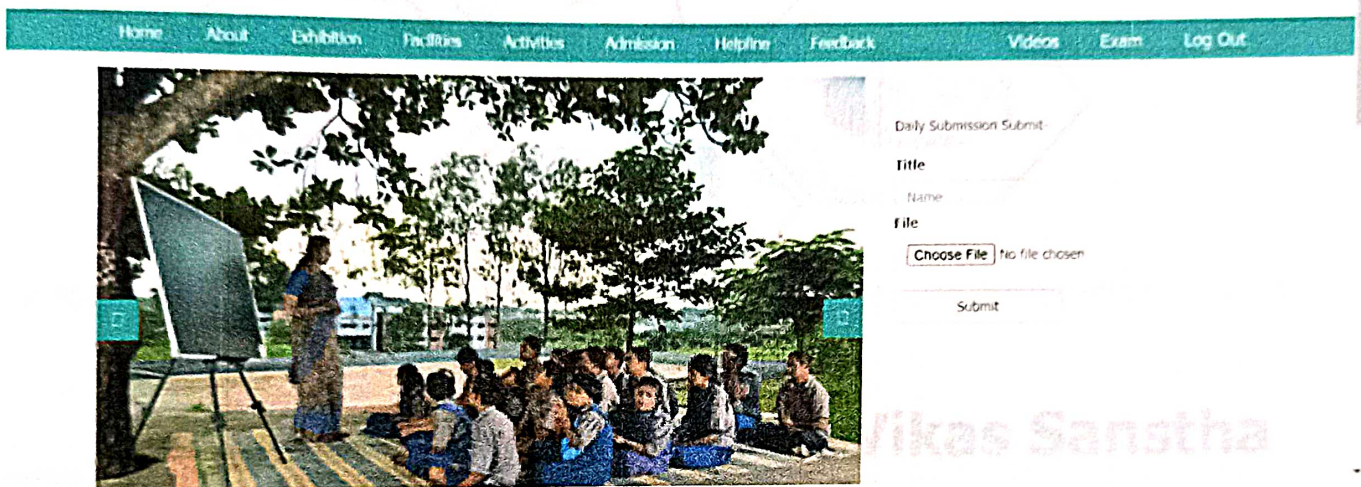 Home About Exhibition Facilities Activities Admission Helpline Feedback Videos Exam Log Out
Daily Submission Submit
Title
Name
File
Choose File No file chosen
Submit
Vikas Sanstha